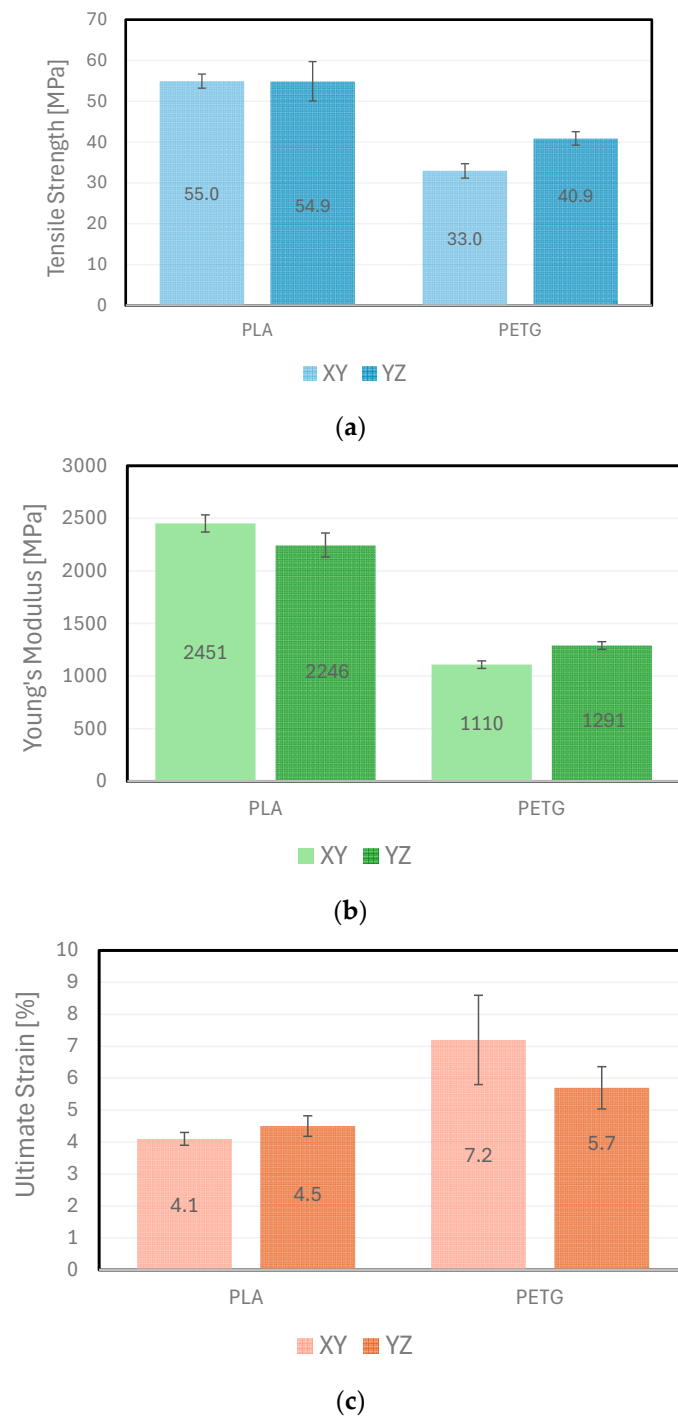 Tensile Strength [MPa]
70
60
50
40
30
20
10
0
55.0
54.9
33.0
40.9
PLA
PETG
XY
YZ
(a)
Young's Modulus [MPa]
3000
2500
2000
1500
1000
500
0
2451
2246
1110
1291
PLA
PETG
XY
YZ
(b)
Ultimate Strain [%]
10
9
8
7
6
5
4
3
2
1
0
4.1
4.5
7.2
5.7
PLA
PETG
XY
YZ
(c)